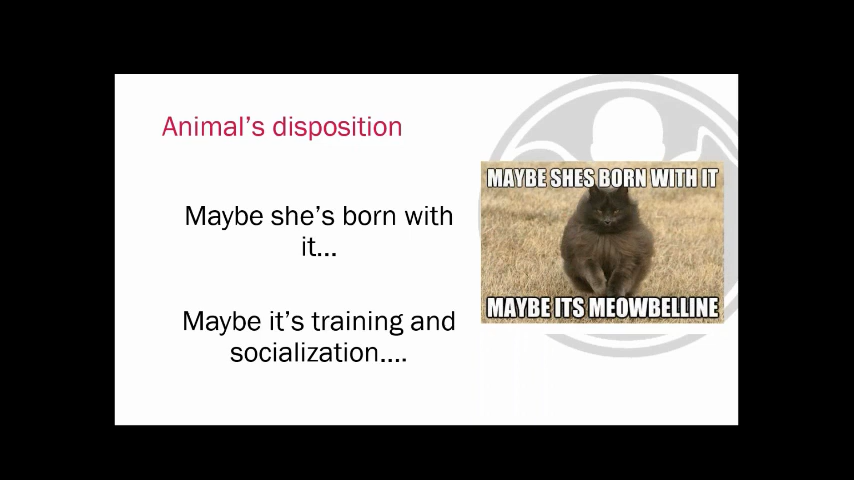 Animal's disposition
Maybe she's born with
it...
Maybe it's training and
socialization....
MAYBE SHES BORN WITH IT
MAYBE ITS MEOWBELLINE